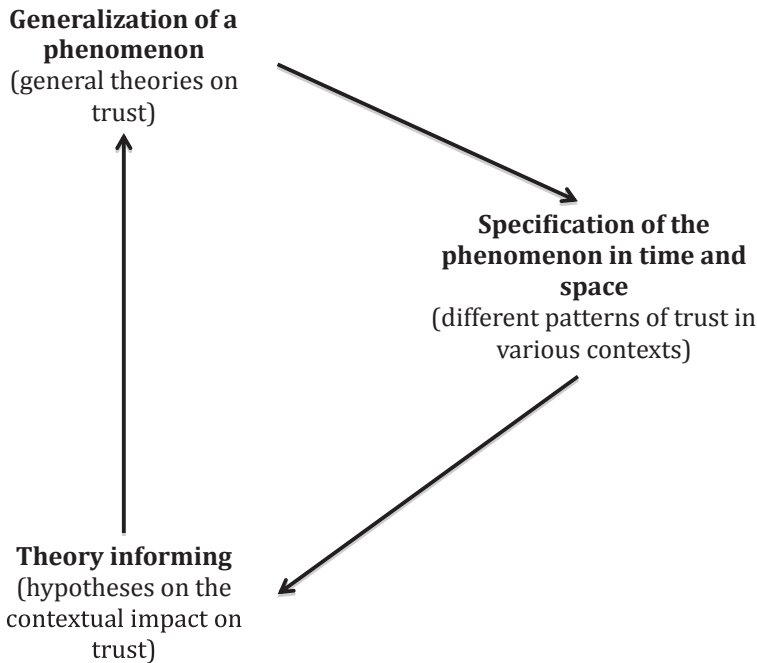 Generalization of a
phenomenon
(general theories on
trust)
Specification of the
phenomenon in time and
space
(different patterns of trust in
various contexts)
Theory informing
(hypotheses on the
contextual impact on
trust)